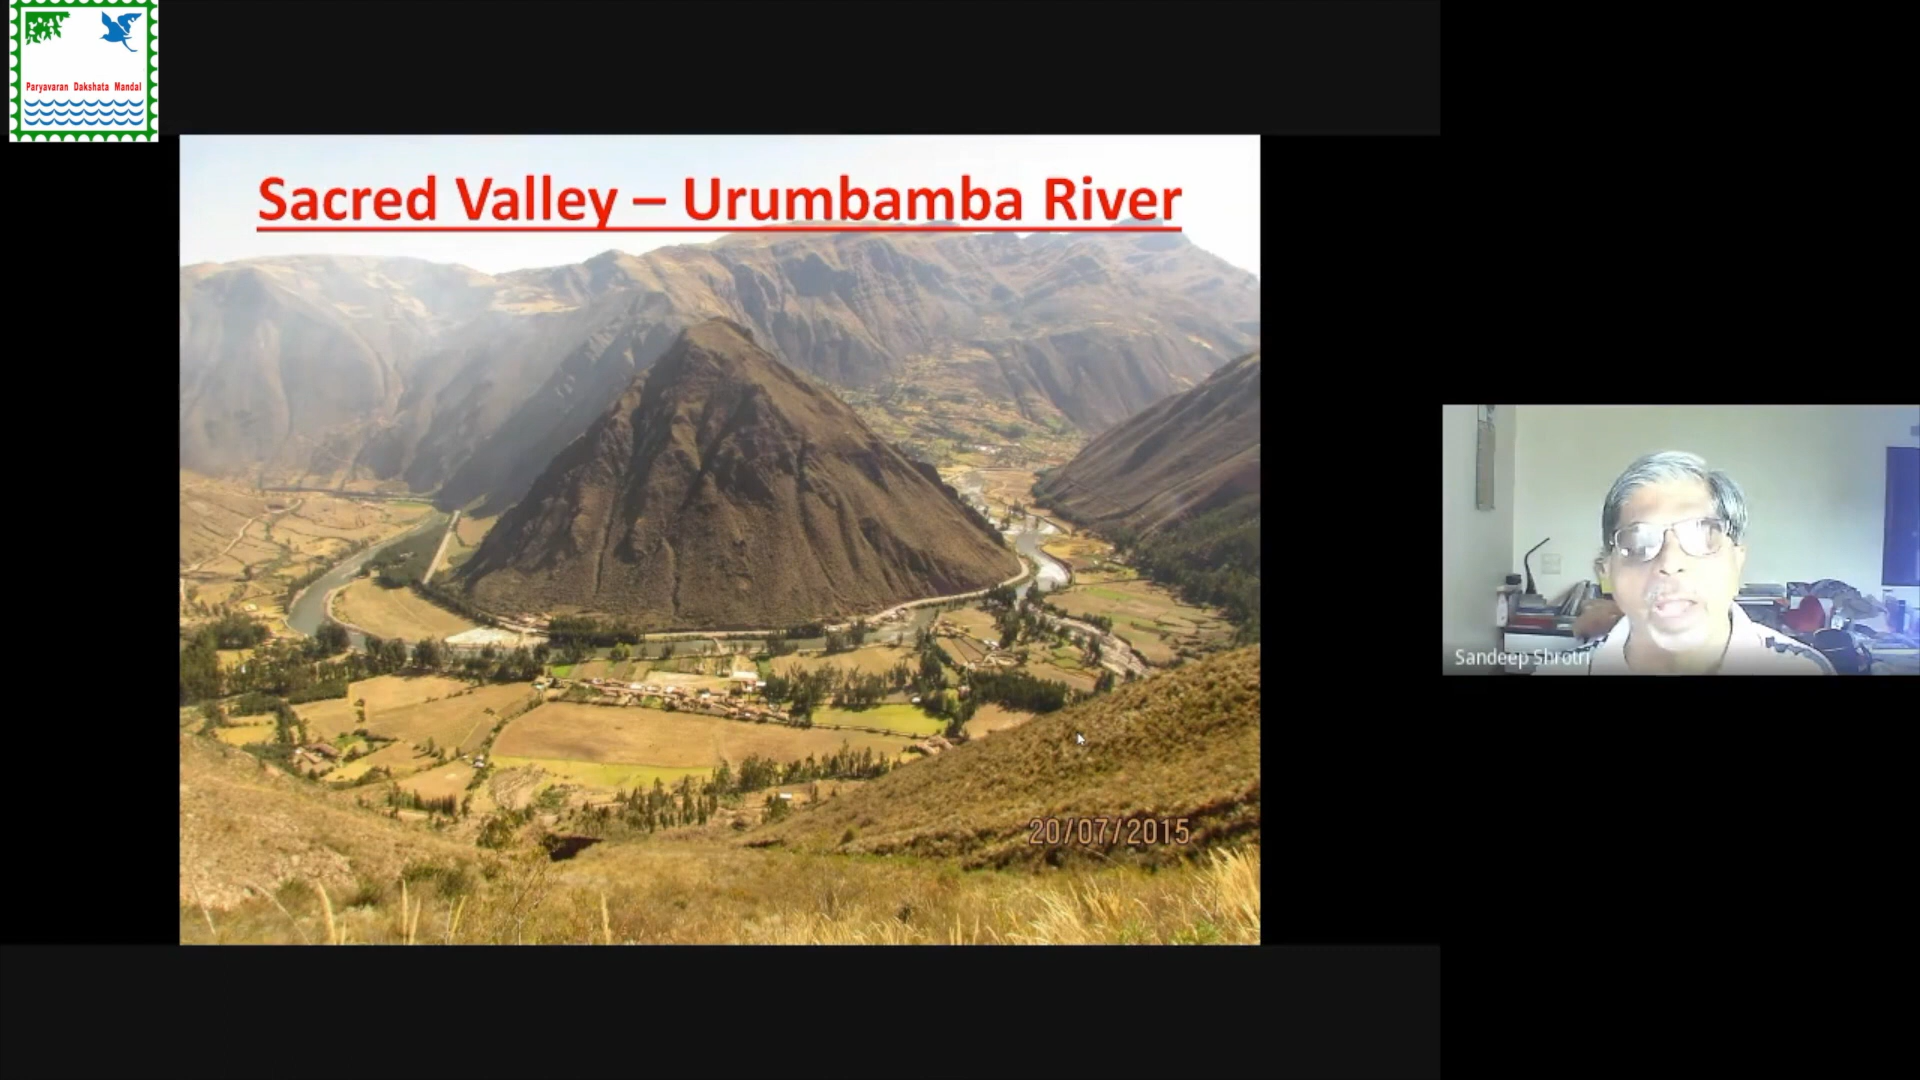 Paryavaran Dakshata Mandal
Sacred Valley – Urumbamba River
20/07/2015
Sandeep Shrotri